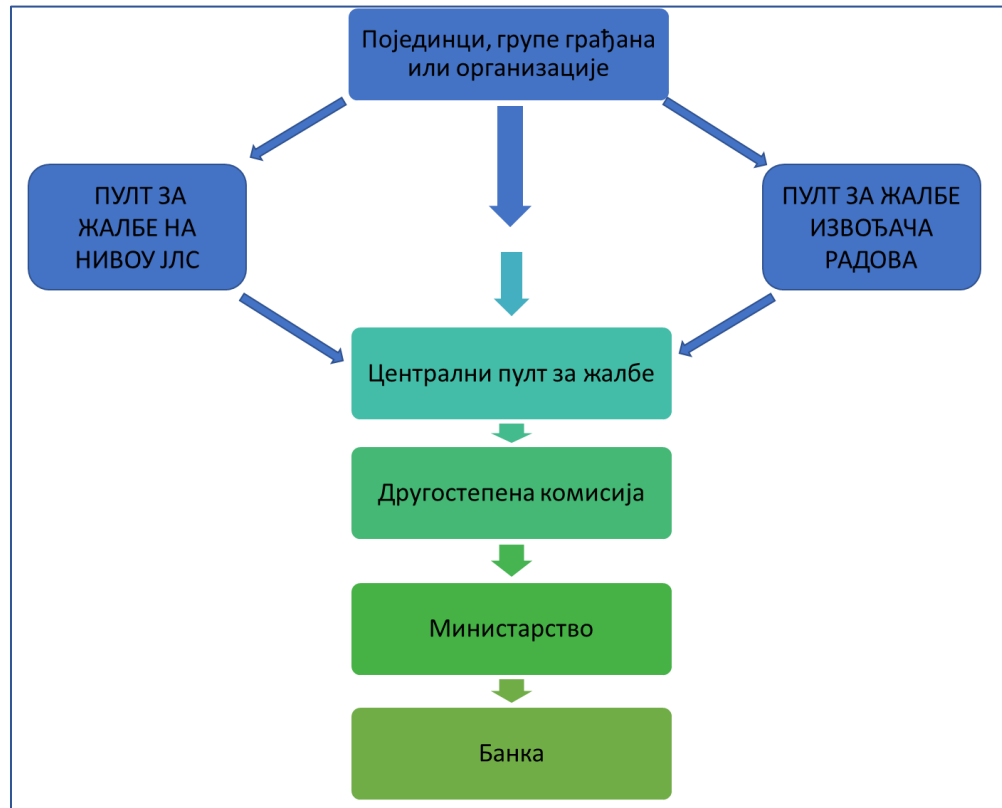 Појединци, групе грађана
или организације
ПУЛТ ЗА
ЖАЛБЕ НА
НИВОУ ЈЛС
ПУЛТ ЗА ЖАЛБЕ
ИЗВОЂАЧА
РАДОВА
Централни пулт за жалбе
Другостепена комисија
Министарство
Банка